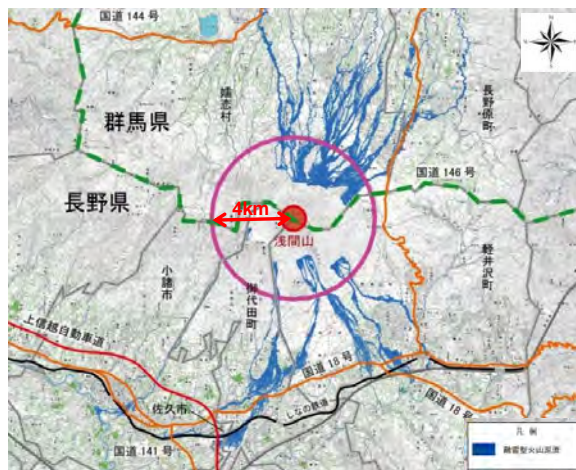 国道 144 号
嬬恋村
長野原町
群馬県
国道 146 号
長野県
4km
浅間山
小諸市
御代田町
軽井沢町
上信越自動車道
国道 18 号
しなの鉄道
佐久市
国道 18 号
国道 141 号
凡 例
融雪型火山泥流